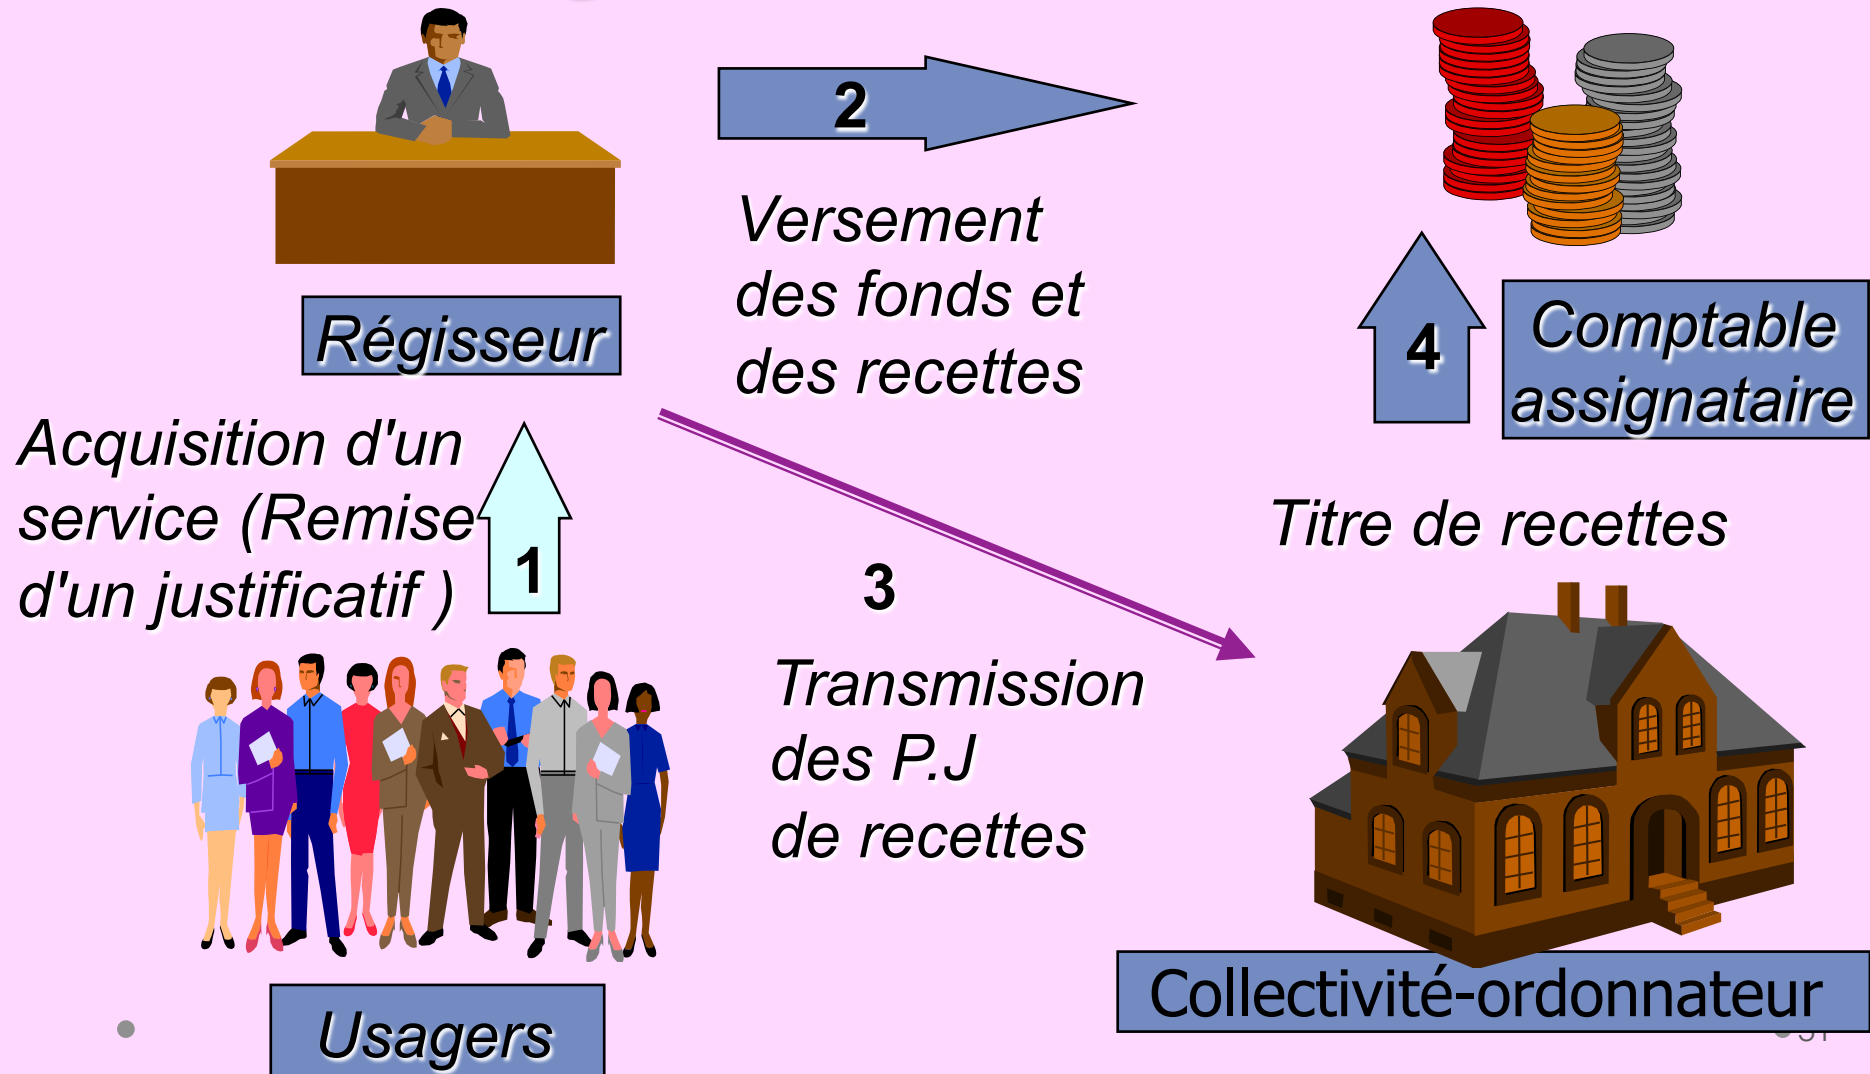 2
Versement
des fonds et
des recettes
Régisseur
4
Comptable
assignataire
Acquisition d'un
service (Remise
d'un justificatif )
1
Titre de recettes
3
Transmission
des P.J
de recettes
Collectivité-ordonnateur
Usagers